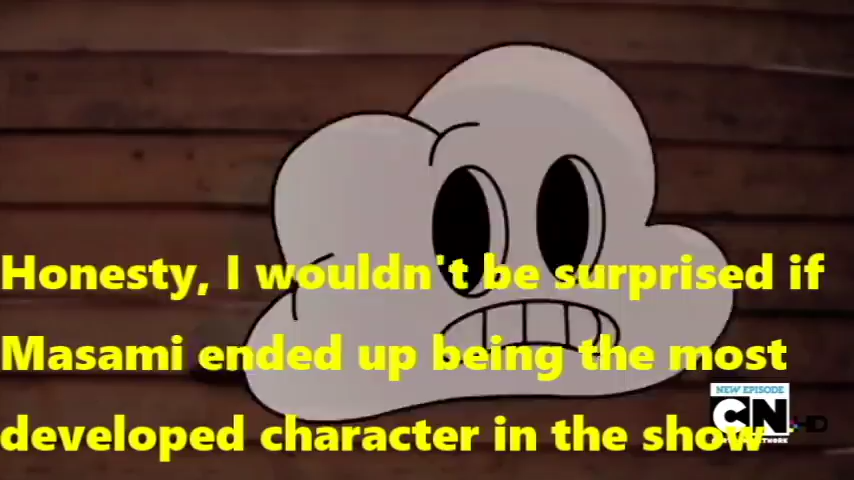 Honesty, I wouldn't be surprised if
Masami ended up being the most
developed character in the show
NEW EPISODE
CN HD